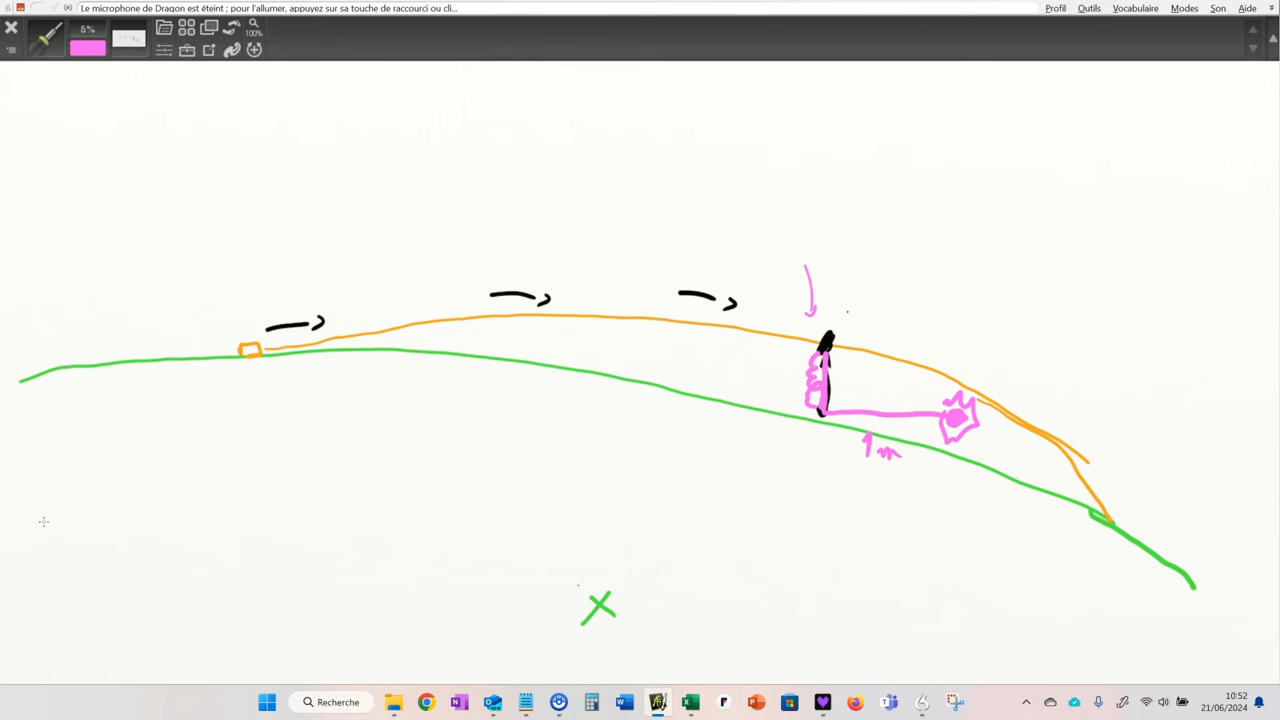 Le microphone de Dragon est éteint ; pour l'allumer, appuyez sur sa touche de raccourci ou cli...
Profil Outils Vocabulaire Modes Son Aide
5%
100%
1m
Recherche
10:52
21/06/2024